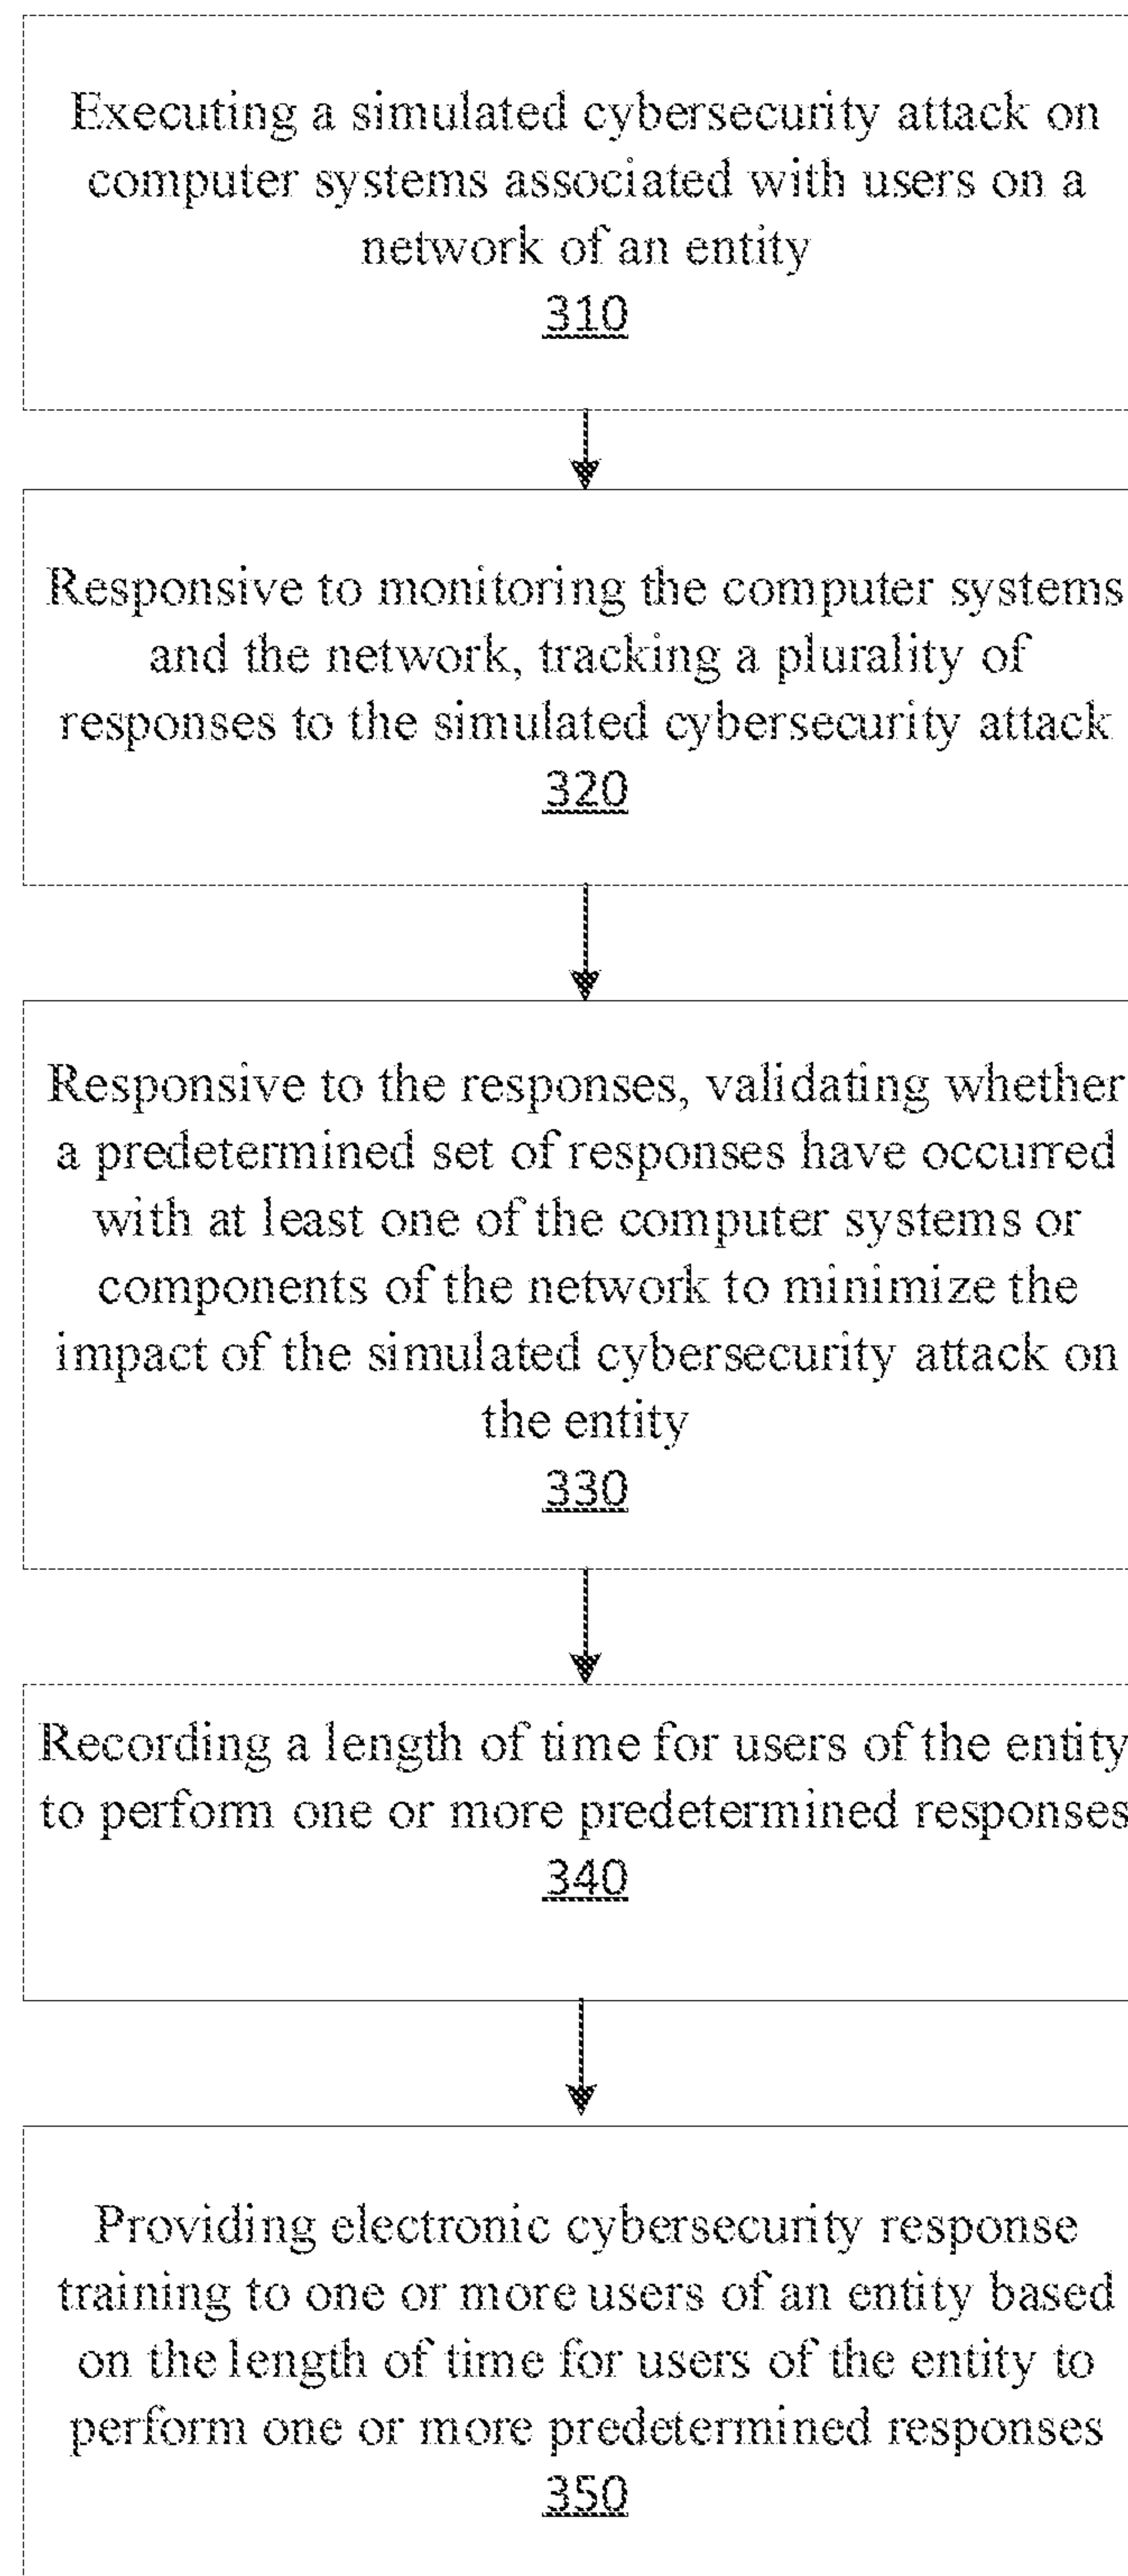 Executing a simulated cybersecurity attack on
computer systems associated with users on a
network of an entity
310
Responsive to monitoring the computer systems
and the network, tracking a plurality of
responses to the simulated cybersecurity attack
320
Responsive to the responses, validating whether
a predetermined set of responses have occurred
with at least one of the computer systems or
components of the network to minimize the
impact of the simulated cybersecurity attack on
the entity
330
Recording a length of time for users of the entity
to perform one or more predetermined responses
340
Providing electronic cybersecurity response
training to one or more users of an entity based
on the length of time for users of the entity to
perform one or more predetermined responses
350